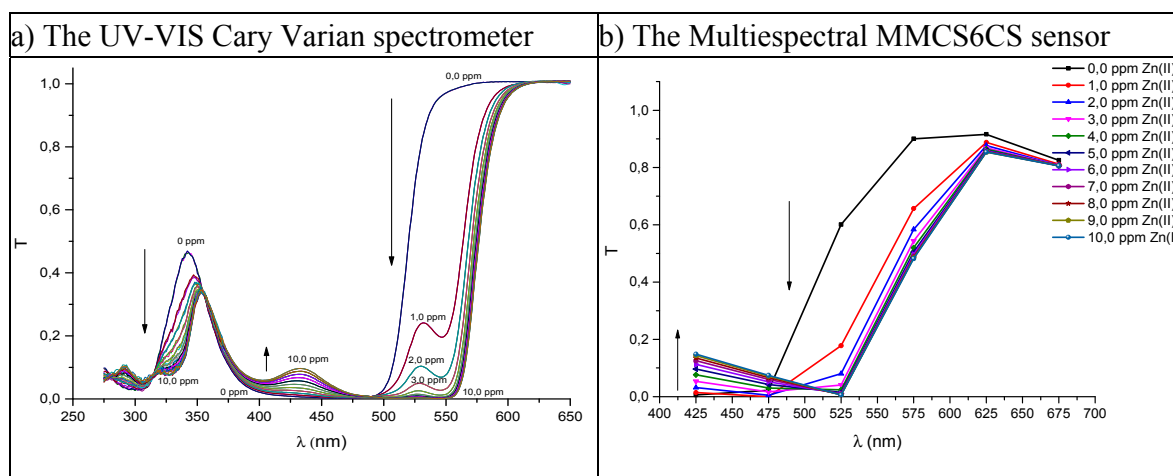 a) The UV-VIS Cary Varian spectrometer
b) The Multiespectral MMCS6CS sensor
1,0
0,8
0,6
0,4
0,2
0,0
T
250
300
350
400
450
500
550
600
650
λ (nm)
0,0 ppm
0 ppm
10,0 ppm
10,0 ppm
0 ppm
1,0 ppm
2,0 ppm
3,0 ppm
10,0 ppm
1,0
0,8
0,6
0,4
0,2
0,0
T
400
425
450
475
500
525
550
575
600
625
650
675
700
λ (nm)
0,0 ppm Zn(II)
1,0 ppm Zn(II)
2,0 ppm Zn(II)
3,0 ppm Zn(II)
4,0 ppm Zn(II)
5,0 ppm Zn(II)
6,0 ppm Zn(II)
7,0 ppm Zn(II)
8,0 ppm Zn(II)
9,0 ppm Zn(II)
10,0 ppm Zn(I